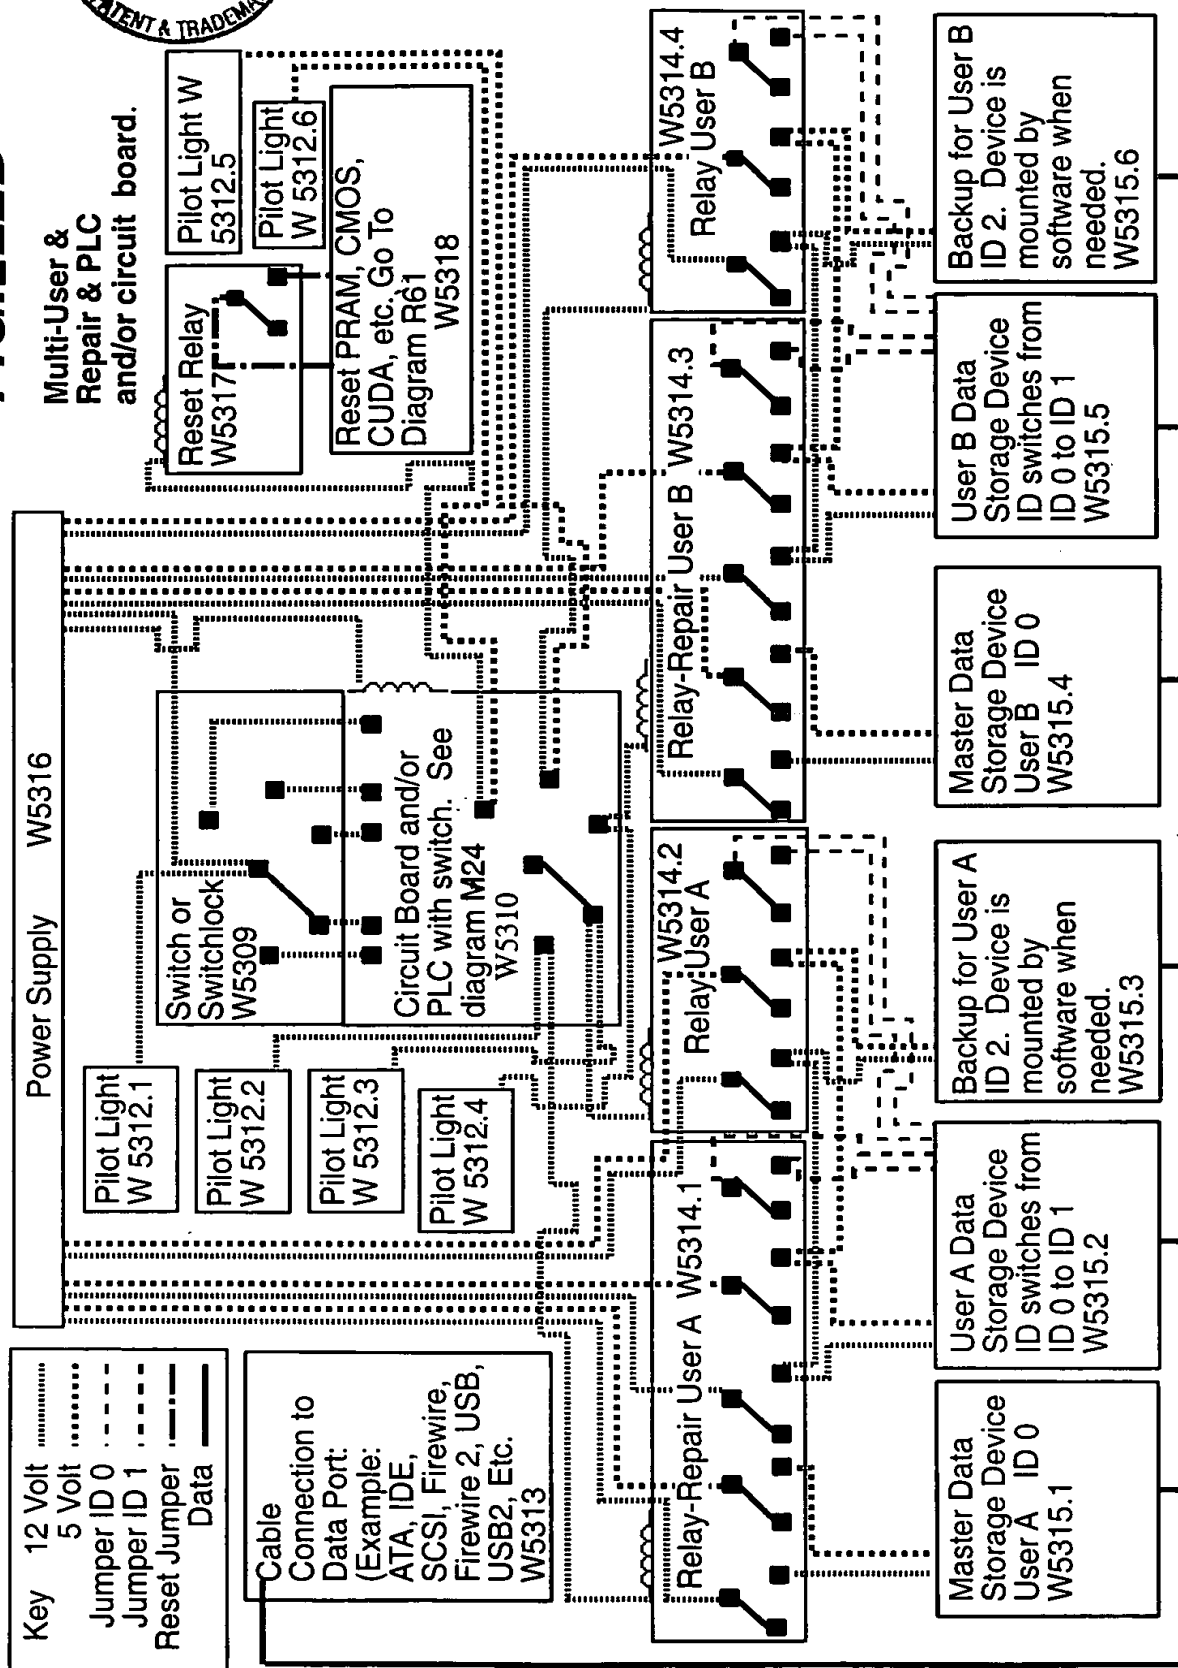 PATENT & TRADEMA
Multi-User &
Repair & PLC
and/or circuit board.
Power Supply W5316
Key 12 Volt
5 Volt
Jumper ID 0
Jumper ID 1
Reset Jumper
Data
Cable
Connection to
Data Port:
(Example:
ATA, IDE,
SCSI, Firewire,
Firewire 2, USB,
USB2, Etc.
W5313
Pilot Light
W 5312.1
Pilot Light
W 5312.2
Pilot Light
W 5312.3
Pilot Light
W 5312.4
Switch or
Switchlock
W5309
Circuit Board and/or
PLC with switch. See
diagram M24
W5310
Reset Relay
W5317
Pilot Light W
5312.5
Pilot Light
W 5312.6
Reset PRAM, CMOS,
CUDA, etc. Go To
Diagram R61
W5318
Relay-Repair User A W5314.1
W5314.2
Relay User A
Relay-Repair User B W5314.3
W5314.4
Relay User B
Master Data
Storage Device
User A ID 0
W5315.1
User A Data
Storage Device
ID switches from
ID 0 to ID 1
W5315.2
Backup for User A
ID 2. Device is
mounted by
software when
needed.
W5315.3
Master Data
Storage Device
User B ID 0
W5315.4
User B Data
Storage Device
ID switches from
ID 0 to ID 1
W5315.5
Backup for User B
ID 2. Device is
mounted by
software when
needed.
W5315.6